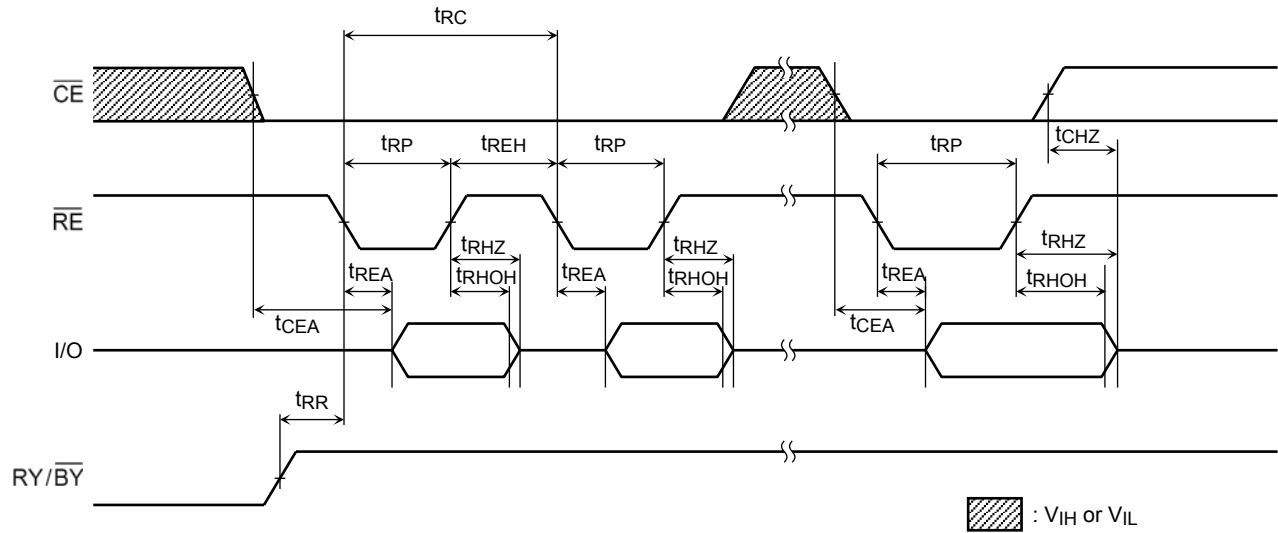 tRC
CE
tCHZ
tRP tREH tRP tRP
RE
tRHZ tRHZ tRHZ
tREA tRHOH tREA tRHOH tREA tRHOH
tCEA tCEA
I/O
tRR
RY/BY
: VIH or VIL